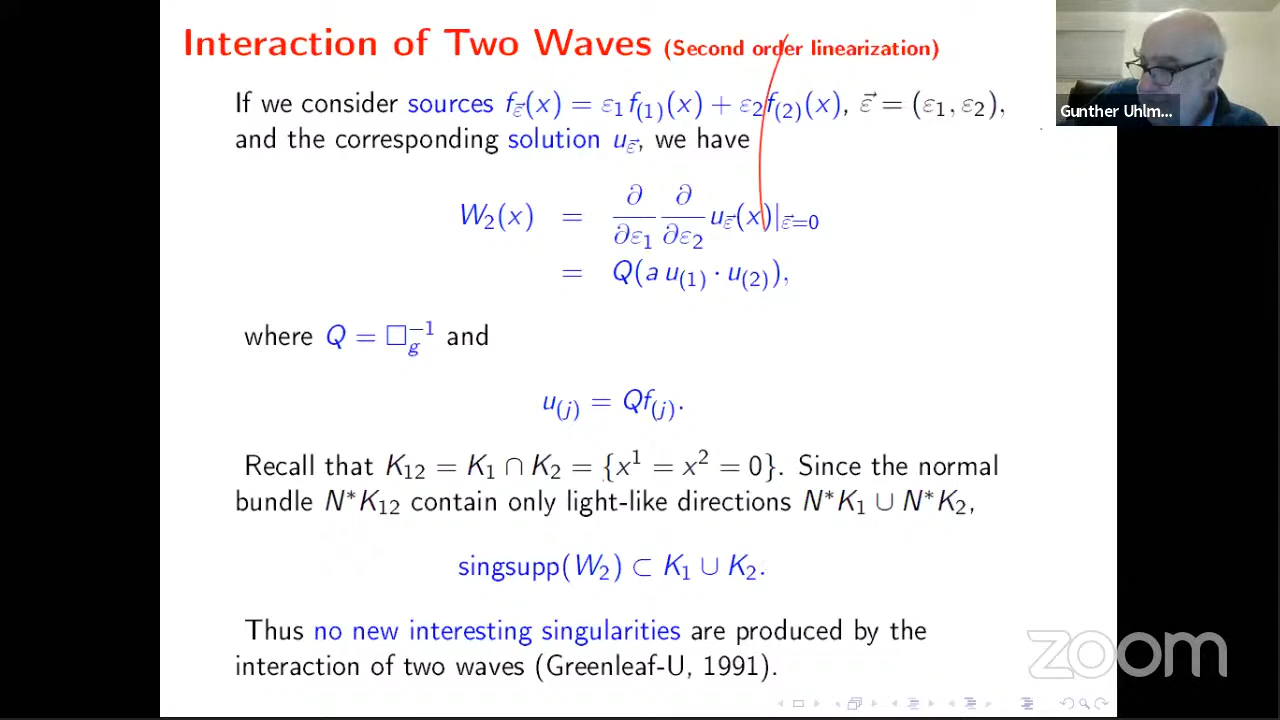 Interaction of Two Waves (Second order linearization)
If we consider sources f_ε⃗(x) = ε₁f₍₁₎(x) + ε₂f₍₂₎(x), ε⃗ = (ε₁, ε₂),
and the corresponding solution u_ε⃗, we have
W₂(x) = ∂/∂ε₁ ∂/∂ε₂ u_ε⃗(x)|_ε⃗=0
= Q(a u₍₁₎ · u₍₂₎),
where Q = □_g⁻¹ and
u_(j) = Qf_(j).
Recall that K₁₂ = K₁ ∩ K₂ = {x¹ = x² = 0}. Since the normal
bundle N*K₁₂ contain only light-like directions N*K₁ ∪ N*K₂,
singsupp(W₂) ⊂ K₁ ∪ K₂.
Thus no new interesting singularities are produced by the
interaction of two waves (Greenleaf-U, 1991).
Gunther Uhlm...
zoom